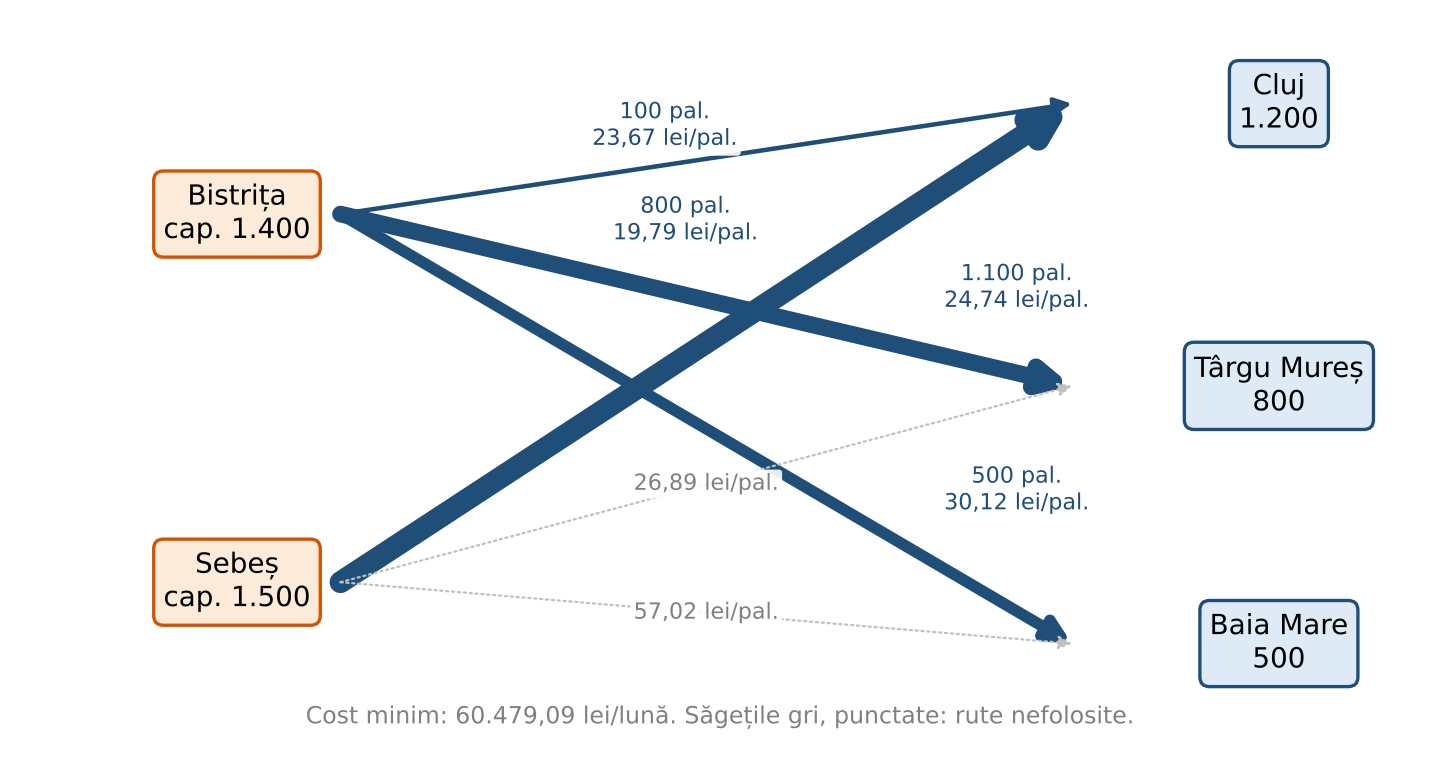 Cluj
1.200
100 pal.
23,67 lei/pal.
Bistrița
cap. 1.400
800 pal.
19,79 lei/pal.
1.100 pal.
24,74 lei/pal.
Târgu Mureș
800
26,89 lei/pal.
500 pal.
30,12 lei/pal.
Sebeș
cap. 1.500
57,02 lei/pal.
Baia Mare
500
Cost minim: 60.479,09 lei/lună. Săgețile gri, punctate: rute nefolosite.